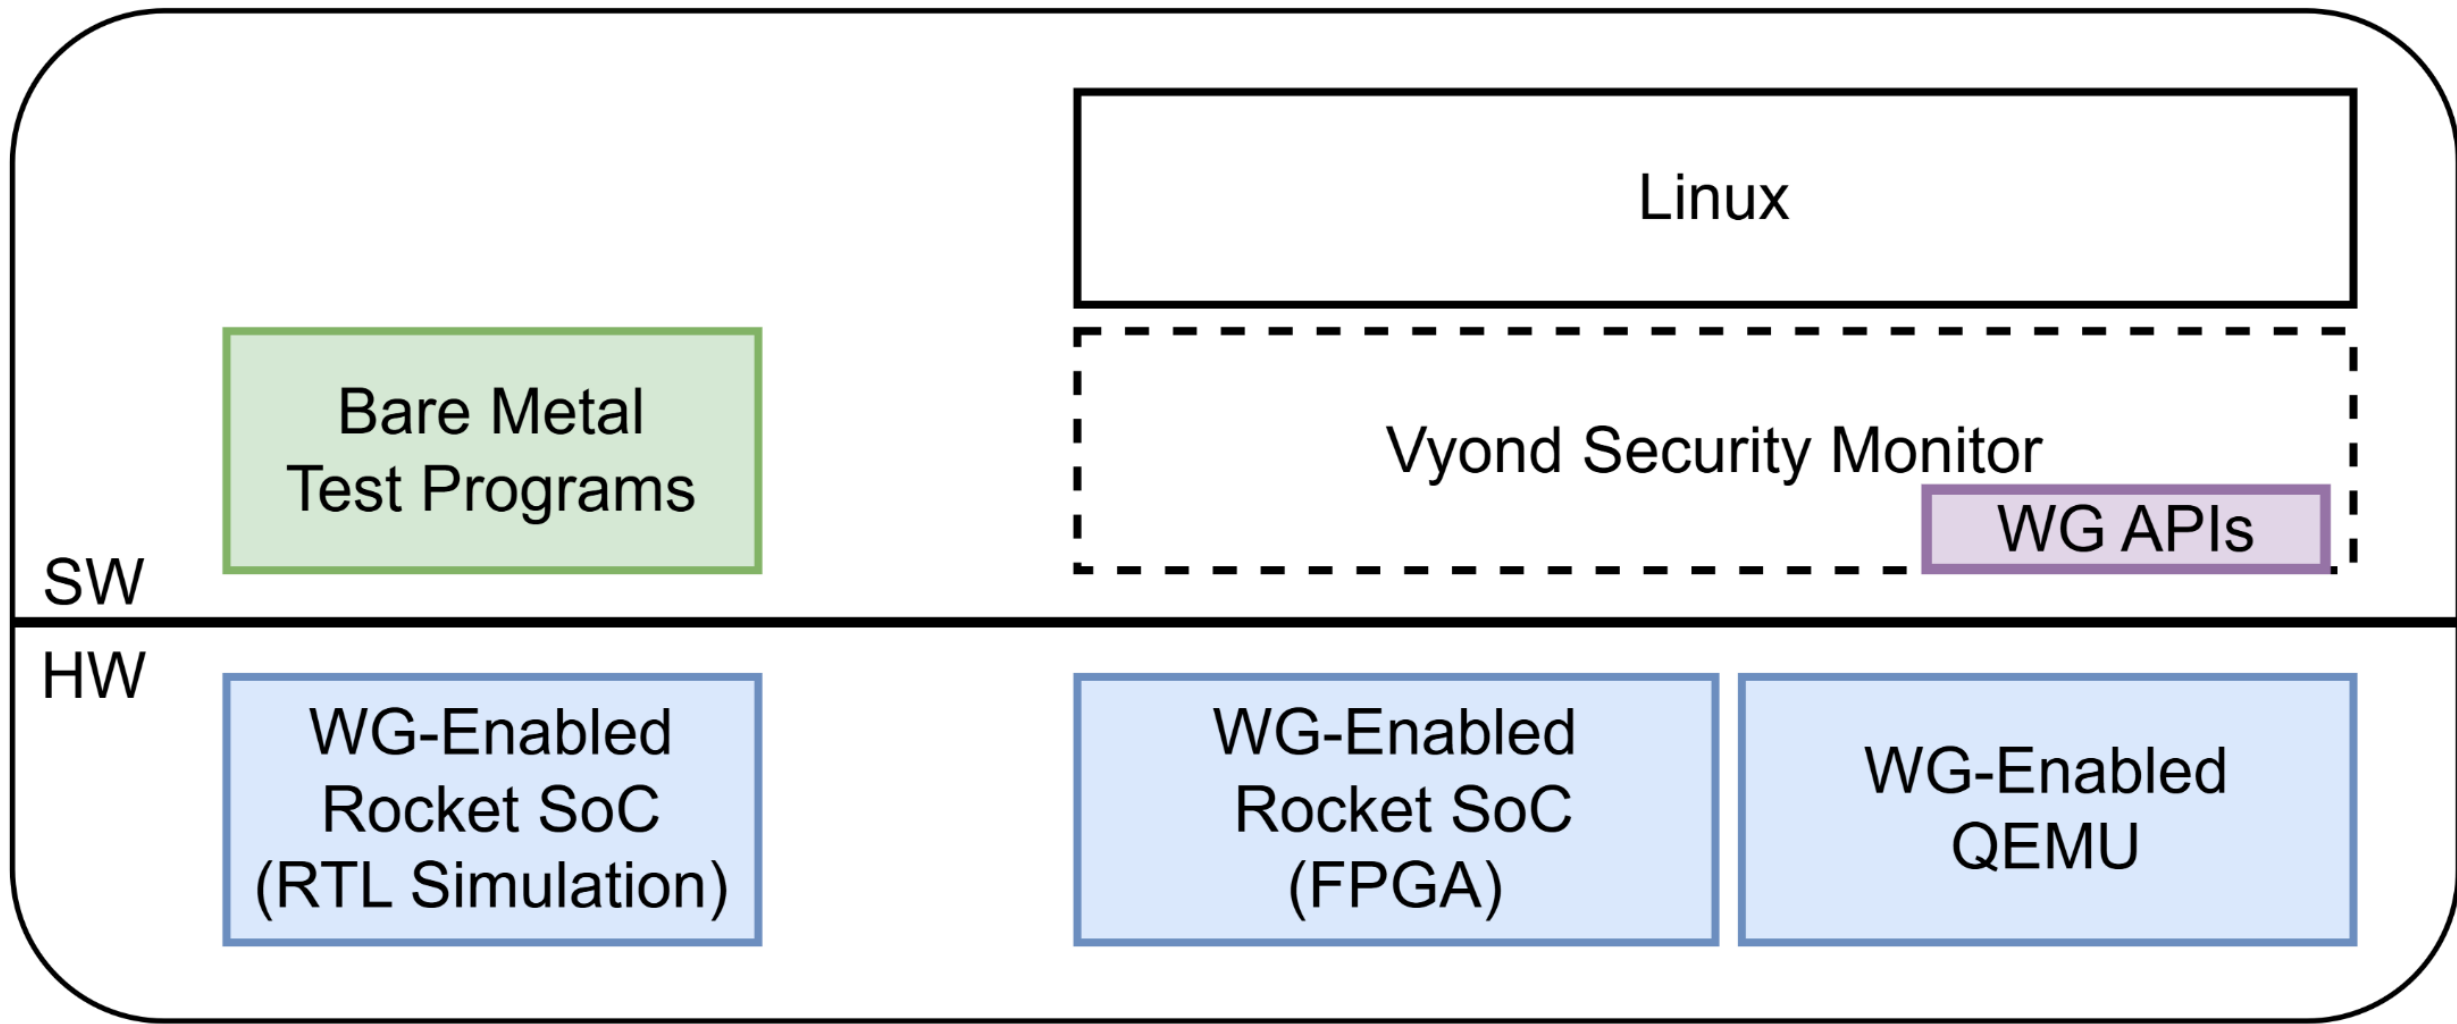 Linux
Bare Metal
Test Programs
Vyond Security Monitor
WG APIs
SW
HW
WG-Enabled
Rocket SoC
(RTL Simulation)
WG-Enabled
Rocket SoC
(FPGA)
WG-Enabled
QEMU